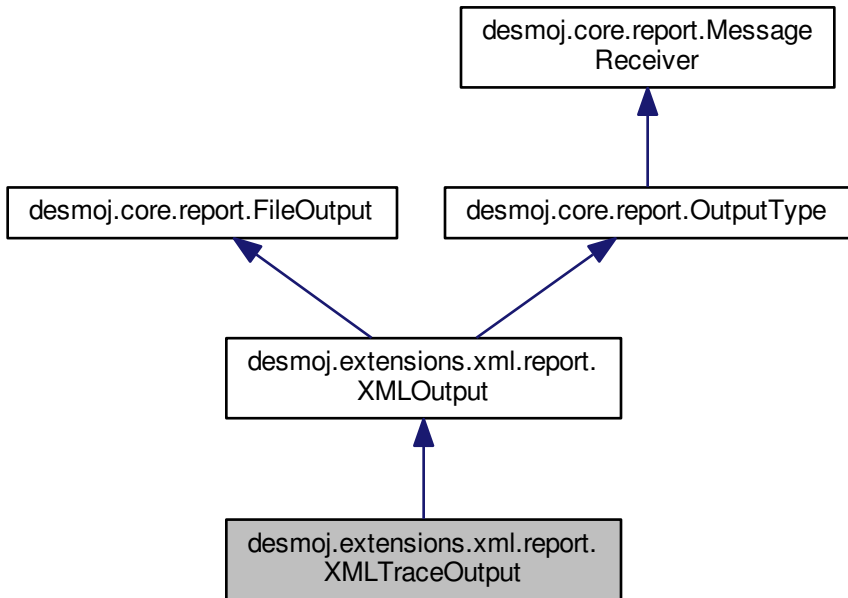 desmoj.core.report.Message
Receiver
desmoj.core.report.FileOutput
desmoj.core.report.OutputType
desmoj.extensions.xml.report.
XMLOutput
desmoj.extensions.xml.report.
XMLTraceOutput